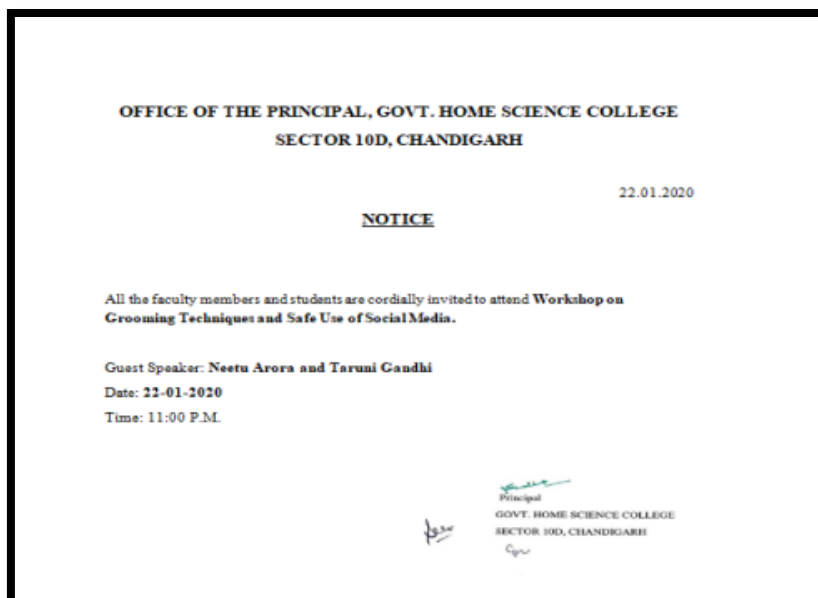 OFFICE OF THE PRINCIPAL, GOVT. HOME SCIENCE COLLEGE
SECTOR 10D, CHANDIGARH
22.01.2020
NOTICE
All the faculty members and students are cordially invited to attend Workshop on
Grooming Techniques and Safe Use of Social Media.
Guest Speaker: Neetu Arora and Taruni Gandhi
Date: 22-01-2020
Time: 11:00 P.M.
Principal
GOVT. HOME SCIENCE COLLEGE
SECTOR 10D, CHANDIGARH